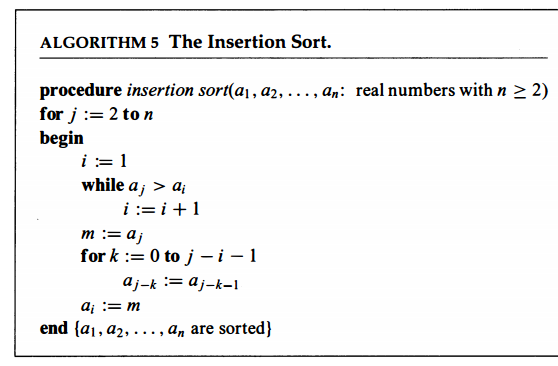 ALGORITHM 5 The Insertion Sort.
procedure insertion sort(a₁, a₂, . . . , aₙ: real numbers with n ≥ 2)
for j := 2 to n
begin
i := 1
while aⱼ > aᵢ
i := i + 1
m := aⱼ
for k := 0 to j − i − 1
aⱼ₋ₖ := aⱼ₋ₖ₋₁
aᵢ := m
end {a₁, a₂, . . . , aₙ are sorted}